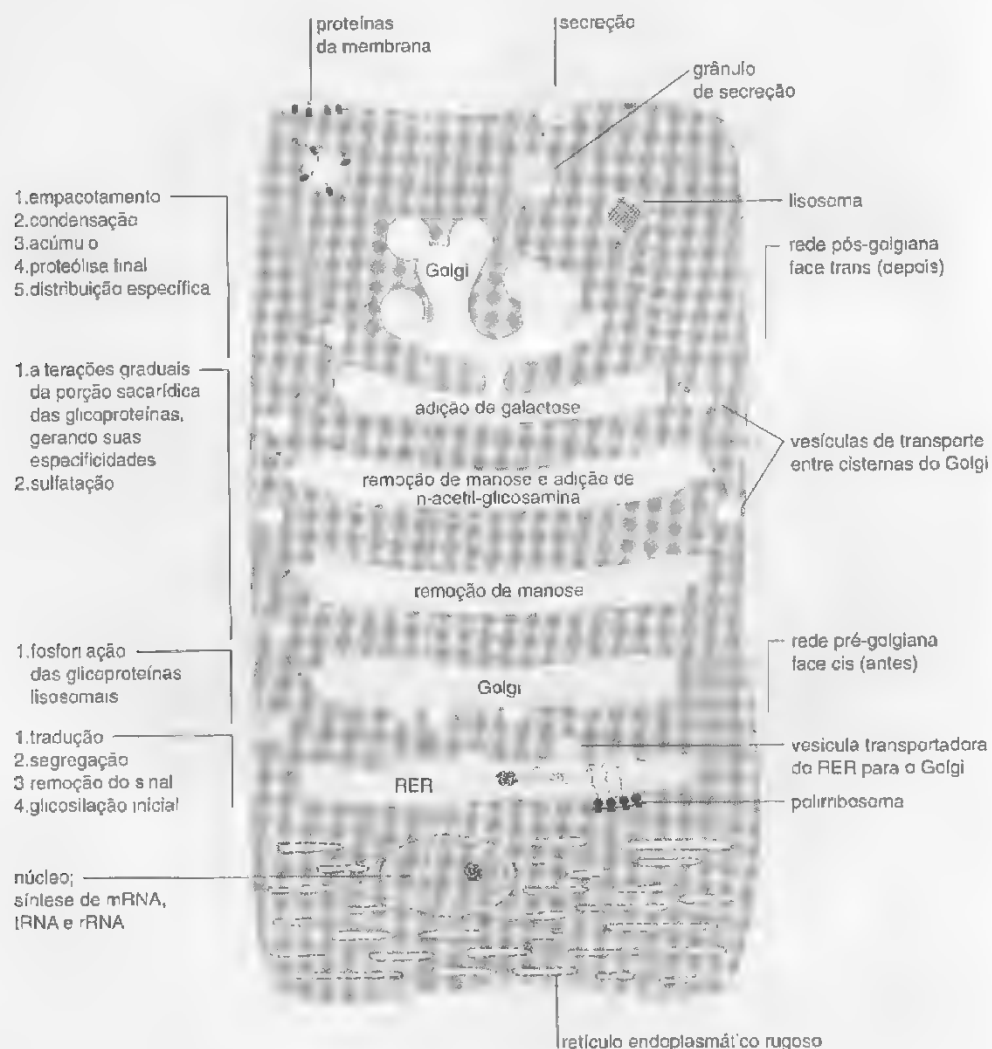 proteínas
da membrana
secreção
grânulo
de secreção
1.empacotamento
2.condensação
3.acúmu o
4.proteólise final
5.distribuição específica
lisosoma
rede pós-golgiana
face trans (depois)
Golgi
1.a terações graduais
da porção sacarídica
das glicoproteínas,
gerando suas
especificidades
2.sulfatação
adição de galactose
vesículas de transporte
entre cisternas do Golgi
remoção de manose e adição de
n-acetil-glicosamina
remoção de manose
1.fosfori ação
das glicoproteínas
lisosomais
rede pré-golgiana
face cis (antes)
Golgi
1.tradução
2.segregação
3 remoção do s nal
4.glicosilação inicial
vesícula transportadora
do RER para o Golgi
RER
polirribosoma
núcleo;
síntese de mRNA,
tRNA e rRNA
retículo endoplasmático rugoso